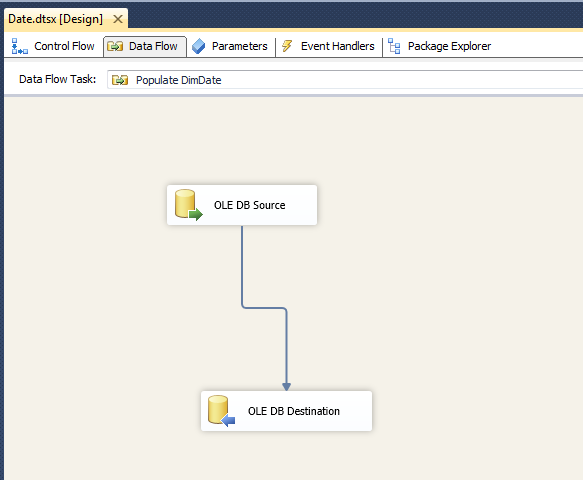 Date.dtsx [Design]
Control Flow Data Flow Parameters Event Handlers Package Explorer
Data Flow Task: Populate DimDate
OLE DB Source
OLE DB Destination